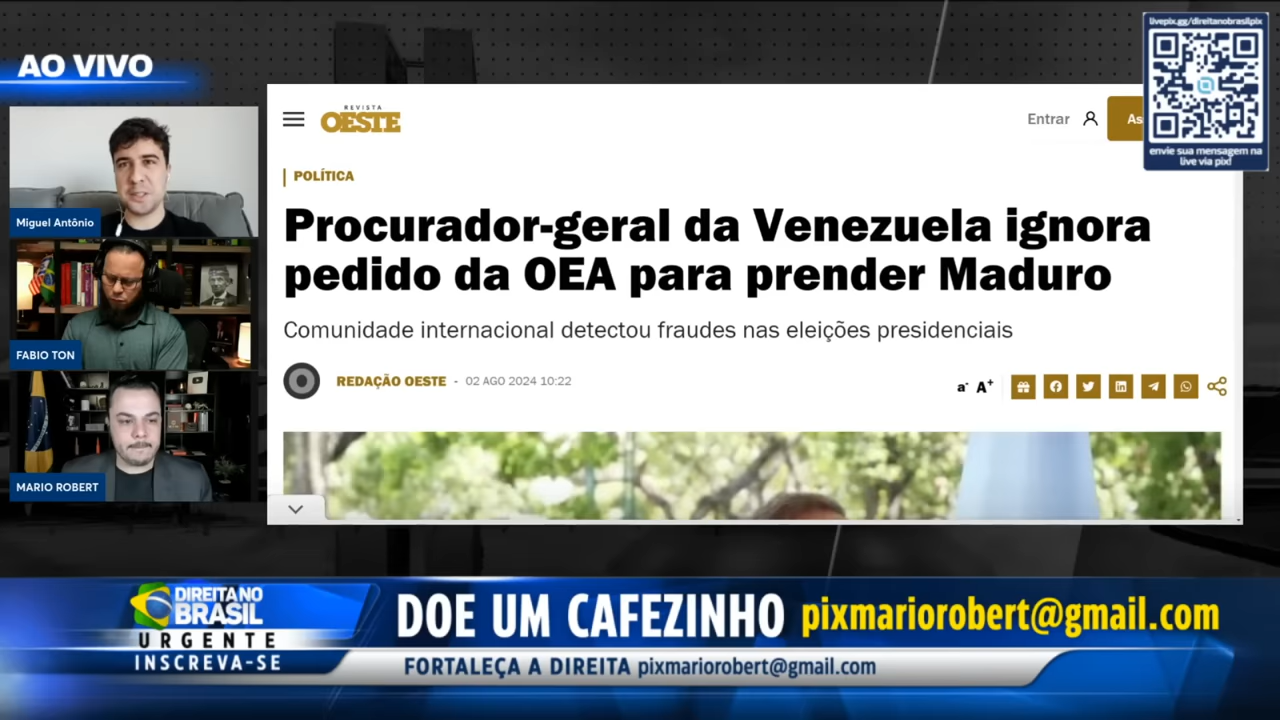 AO VIVO
livepix.gg/direitanobrasilpix
envie sua mensagem na
live via pix!
Miguel Antônio
FABIO TON
MARIO ROBERT
REVISTA
OESTE
Entrar
As
POLÍTICA
Procurador-geral da Venezuela ignora
pedido da OEA para prender Maduro
Comunidade internacional detectou fraudes nas eleições presidenciais
REDAÇÃO OESTE - 02 AGO 2024 10:22
a- A+
DIREITA NO
BRASIL
URGENTE
INSCREVA-SE
DOE UM CAFEZINHO pixmariorobert@gmail.com
FORTALEÇA A DIREITA pixmariorobert@gmail.com